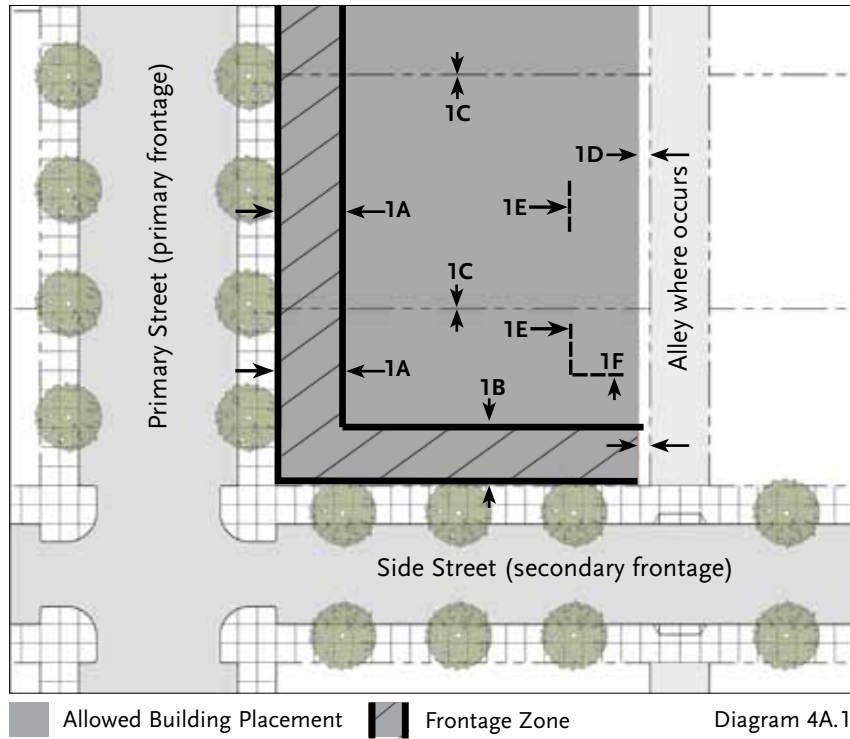 1C
1D
Primary Street (primary frontage)
Alley where occurs
1E
1A
1C
1E
1F
1A
1B
Side Street (secondary frontage)
Allowed Building Placement Frontage Zone Diagram 4A.1